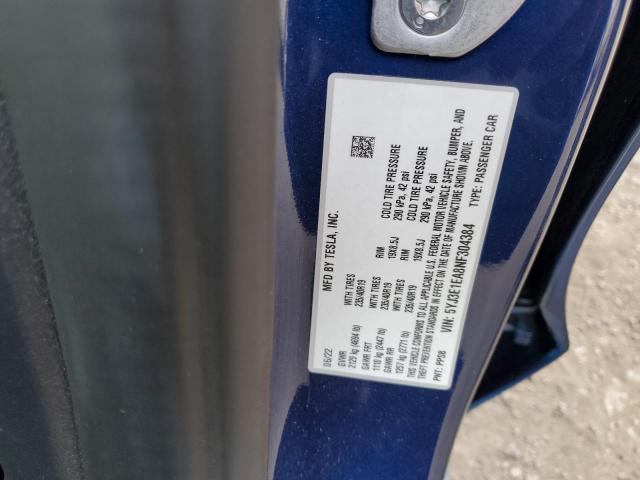 MFD BY TESLA, INC.
06/22
GVWR
2129 kg (4694 lb)
WITH TIRES
235/40R19
RIM
19X8.5J
COLD TIRE PRESSURE
290 kPa, 42 psi
GAWR FRT
1110 kg (2447 lb)
WITH TIRES
235/40R19
RIM
19X8.5J
COLD TIRE PRESSURE
290 kPa, 42 psi
GAWR RR
1257 kg (2771 lb)
THIS VEHICLE CONFORMS TO ALL APPLICABLE U.S. FEDERAL MOTOR VEHICLE SAFETY, BUMPER, AND
THEFT PREVENTION STANDARDS IN EFFECT ON THE DATE OF MANUFACTURE SHOWN ABOVE.
VIN: 5YJ3E1EA8NF304384
TYPE: PASSENGER CAR
PNT: PPSB